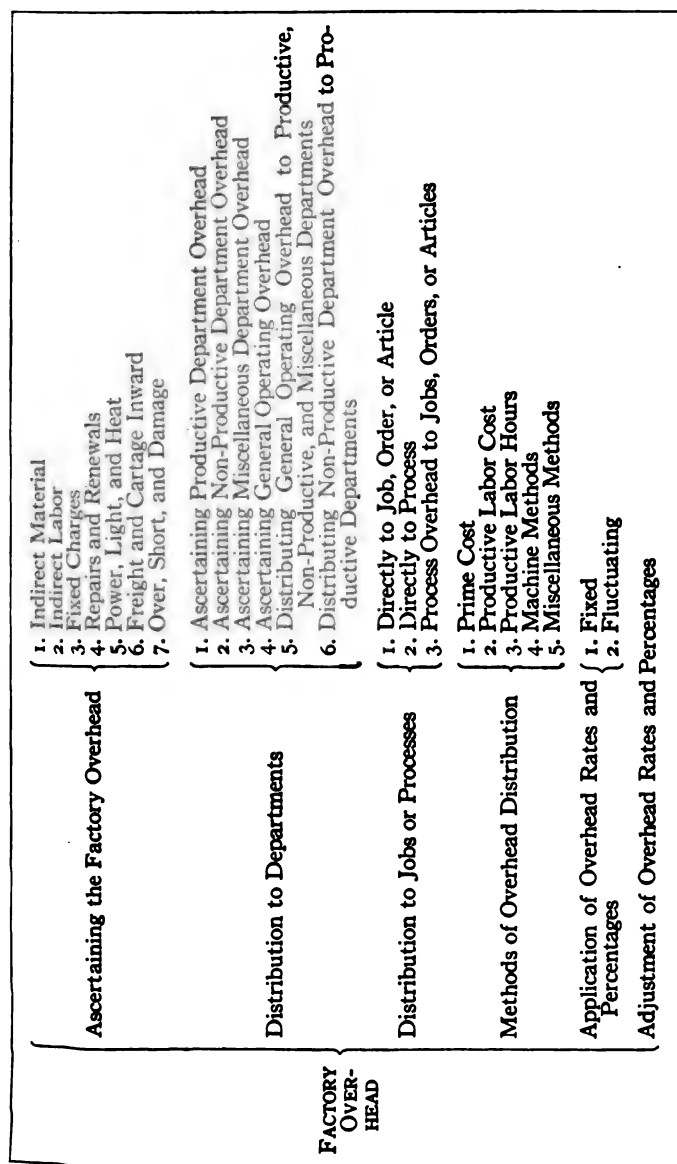 FACTORY
OVER-
HEAD
Ascertaining the Factory Overhead
1. Indirect Material
2. Indirect Labor
3. Fixed Charges
4. Repairs and Renewals
5. Power, Light, and Heat
6. Freight and Cartage Inward
7. Over, Short, and Damage
Distribution to Departments
1. Ascertaining Productive Department Overhead
2. Ascertaining Non-Productive Department Overhead
3. Ascertaining Miscellaneous Department Overhead
4. Ascertaining General Operating Overhead
5. Distributing General Operating Overhead to Productive,
Non-Productive, and Miscellaneous Departments
6. Distributing Non-Productive Department Overhead to Pro-
ductive Departments
Distribution to Jobs or Processes
1. Directly to Job, Order, or Article
2. Directly to Process
3. Process Overhead to Jobs, Orders, or Articles
Methods of Overhead Distribution
1. Prime Cost
2. Productive Labor Cost
3. Productive Labor Hours
4. Machine Methods
5. Miscellaneous Methods
Application of Overhead Rates and
Percentages
1. Fixed
2. Fluctuating
Adjustment of Overhead Rates and Percentages